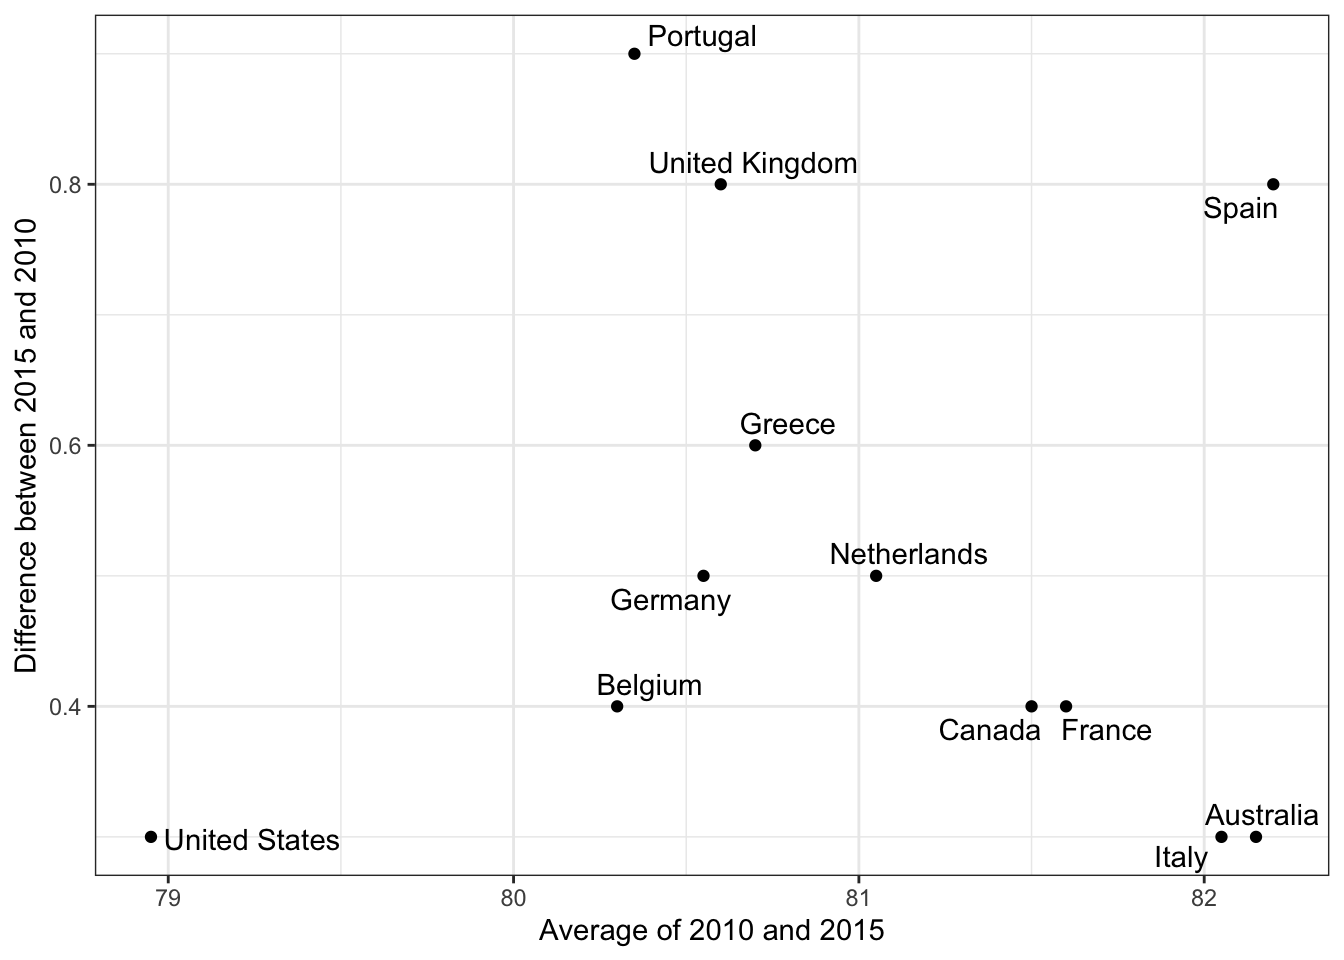 Portugal
United Kingdom
0.8
Spain
Difference between 2015 and 2010
Greece
0.6
Netherlands
Germany
Belgium
0.4
Canada
France
Australia
United States
Italy
79
80
81
82
Average of 2010 and 2015